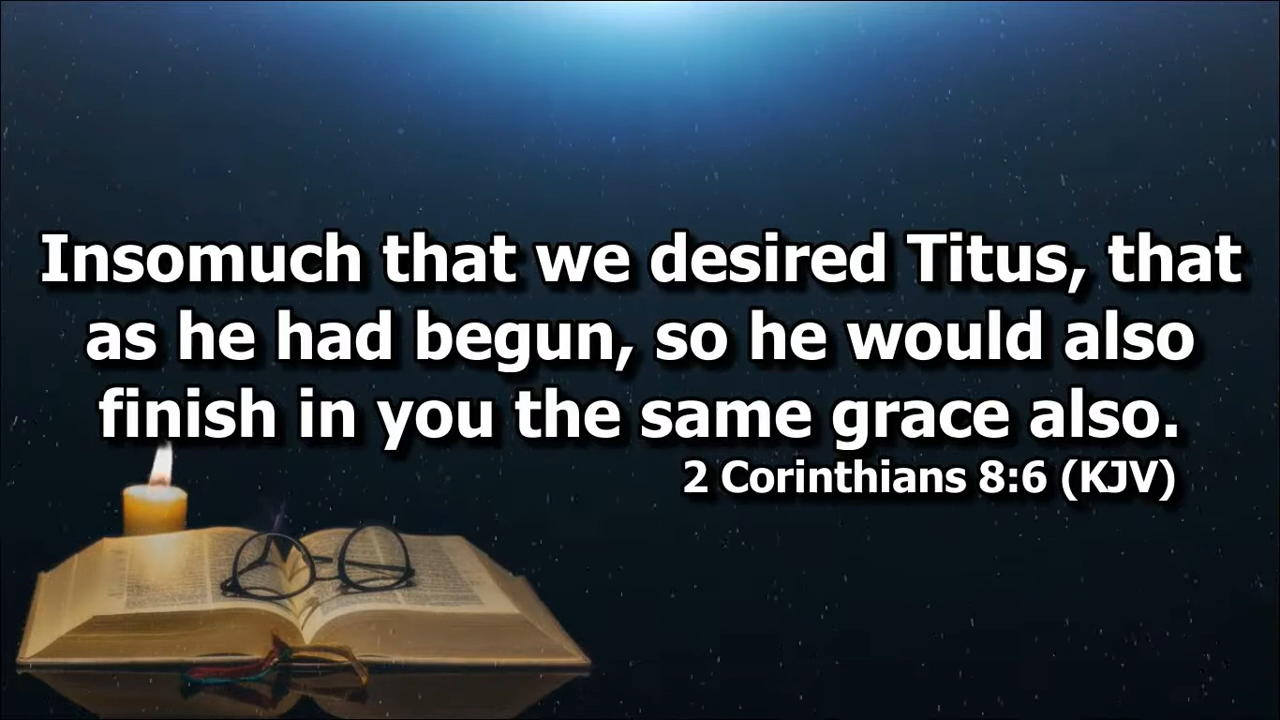 Insomuch that we desired Titus, that
as he had begun, so he would also
finish in you the same grace also.
2 Corinthians 8:6 (KJV)